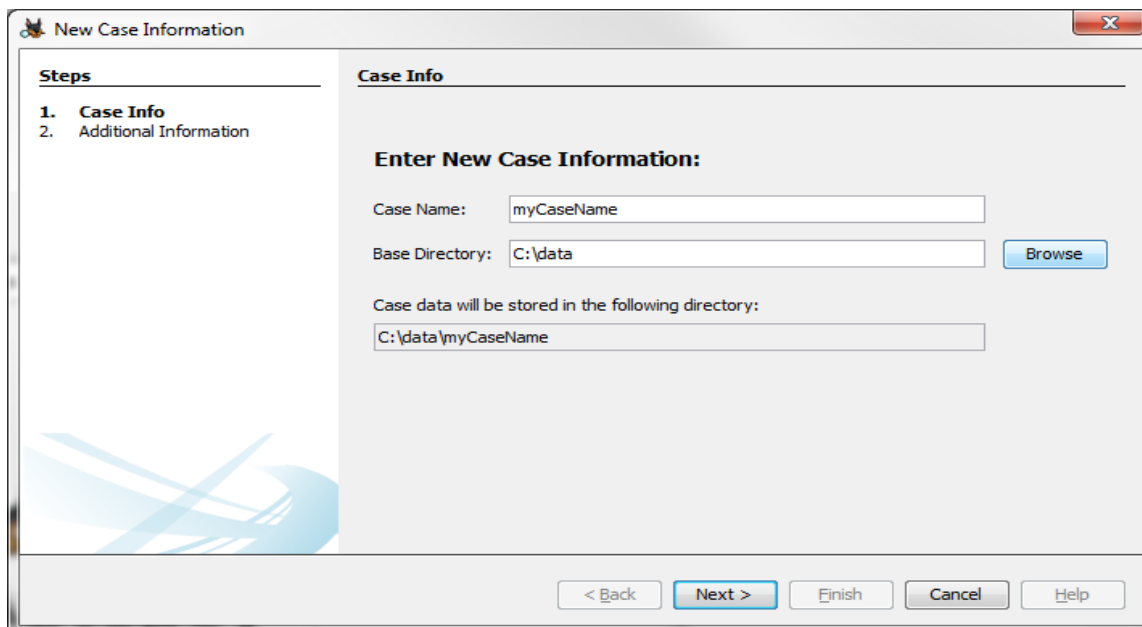 New Case Information
Steps
1. Case Info
2. Additional Information
Case Info
Enter New Case Information:
Case Name: myCaseName
Base Directory: C:\data Browse
Case data will be stored in the following directory:
C:\data\myCaseName
< Back Next > Finish Cancel Help